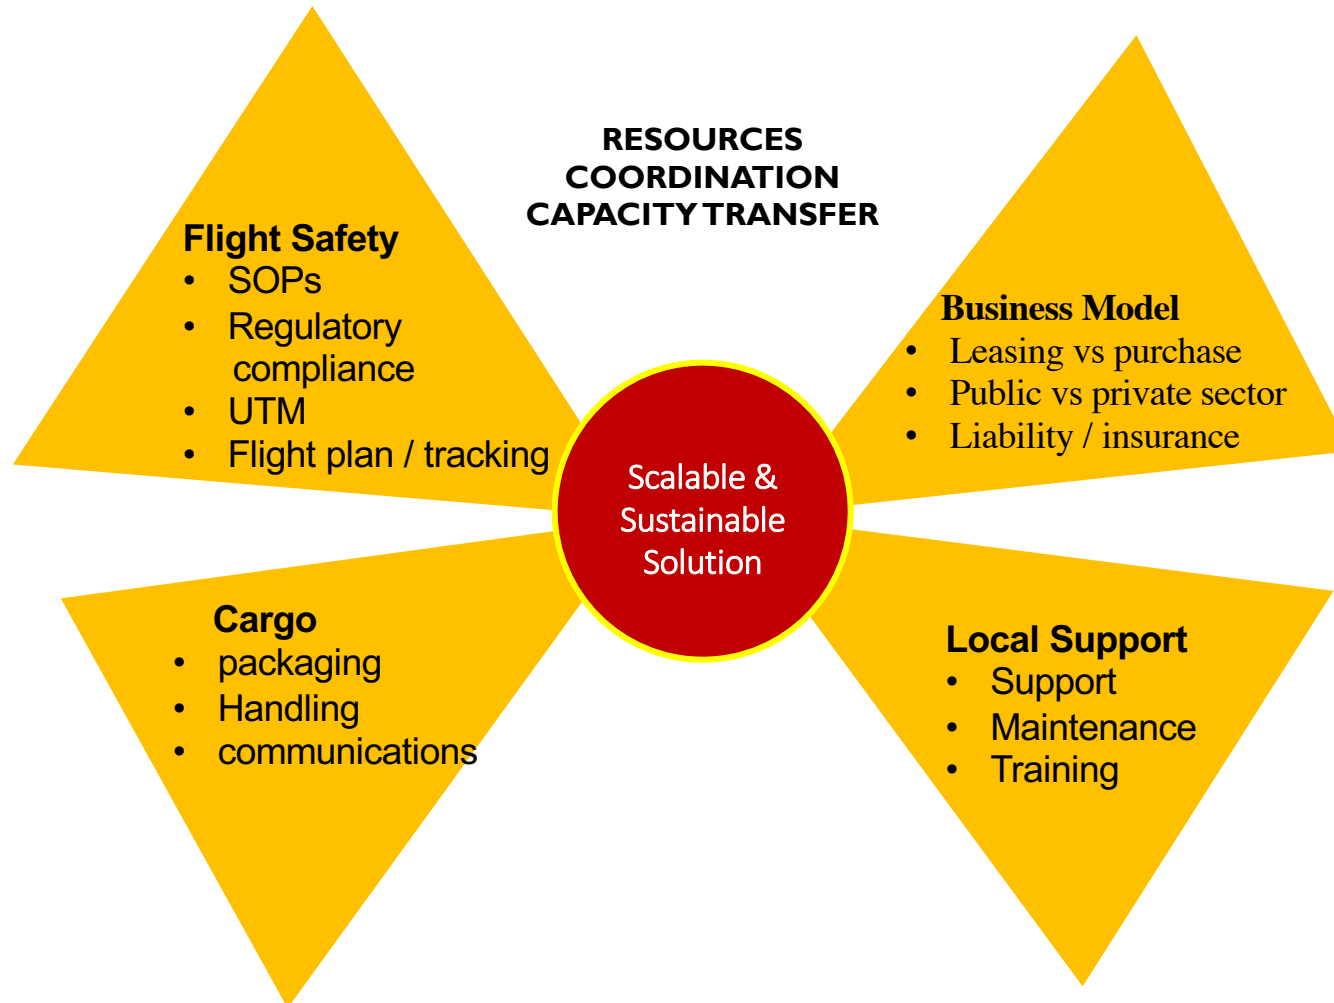 RESOURCES
COORDINATION
CAPACITY TRANSFER
Flight Safety
• SOPs
• Regulatory
compliance
• UTM
• Flight plan / tracking
Business Model
• Leasing vs purchase
• Public vs private sector
• Liability / insurance
Scalable &
Sustainable
Solution
Cargo
• packaging
• Handling
• communications
Local Support
• Support
• Maintenance
• Training